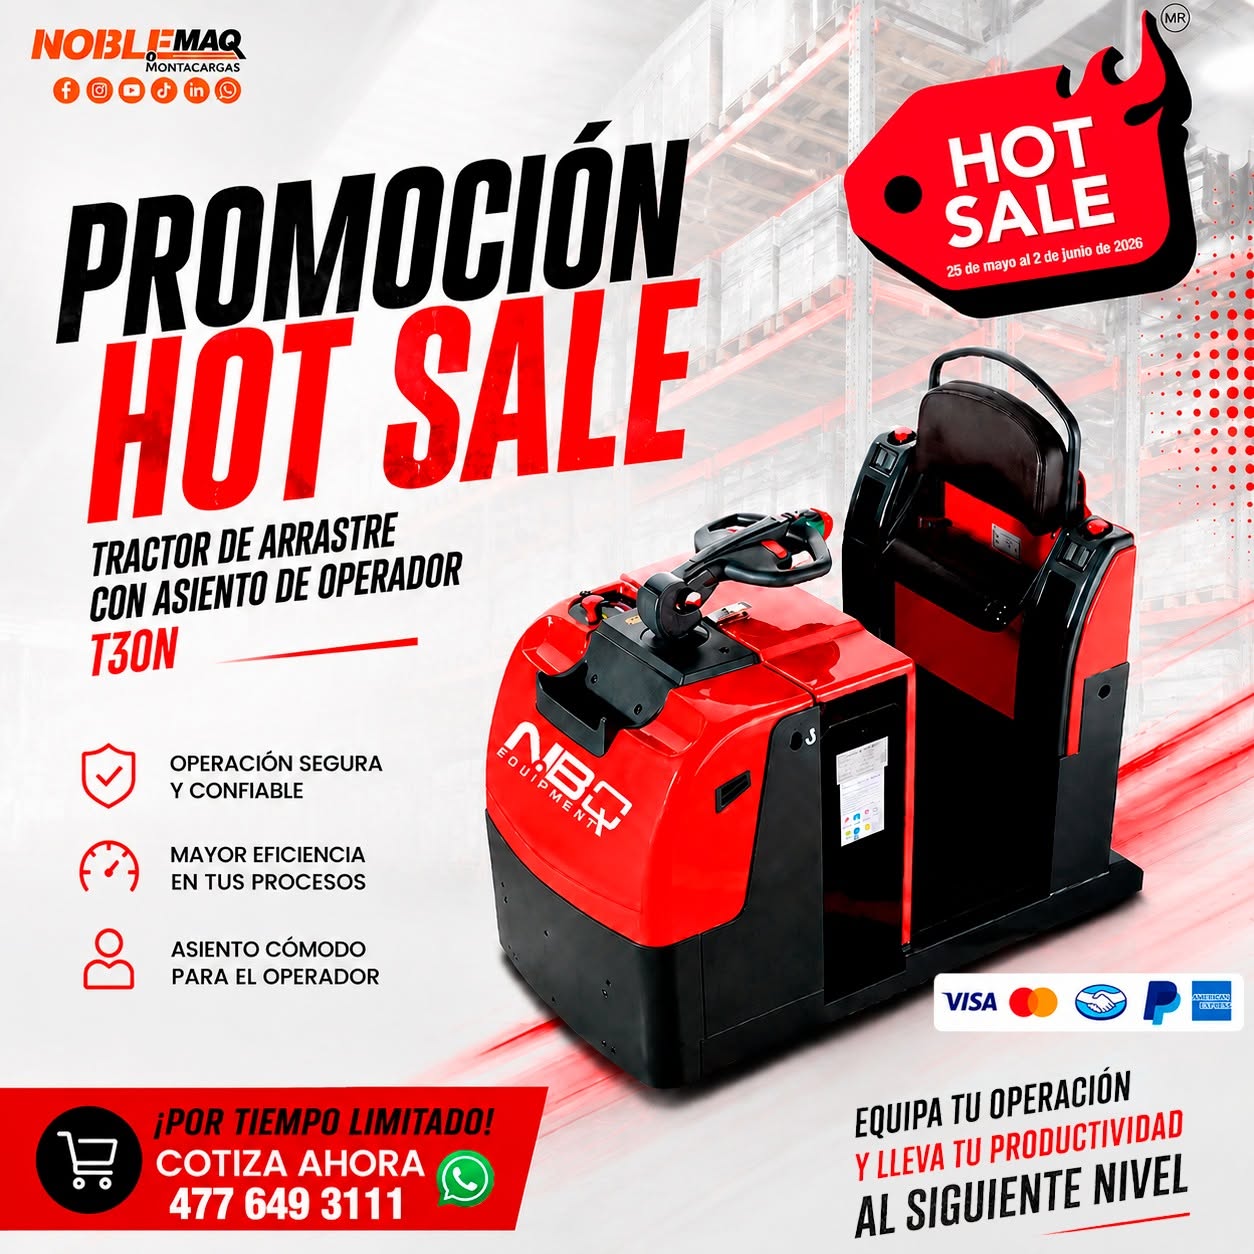 NOBLEMAQ
MONTACARGAS
MR
HOT
SALE
25 de mayo al 2 de junio de 2026
PROMOCIÓN
HOT SALE
TRACTOR DE ARRASTRE
CON ASIENTO DE OPERADOR
T30N
OPERACIÓN SEGURA
Y CONFIABLE
MAYOR EFICIENCIA
EN TUS PROCESOS
ASIENTO CÓMODO
PARA EL OPERADOR
NBQ
EQUIPMENT
VISA
AMERICAN
EXPRESS
¡POR TIEMPO LIMITADO!
COTIZA AHORA
477 649 3111
EQUIPA TU OPERACIÓN
Y LLEVA TU PRODUCTIVIDAD
AL SIGUIENTE NIVEL